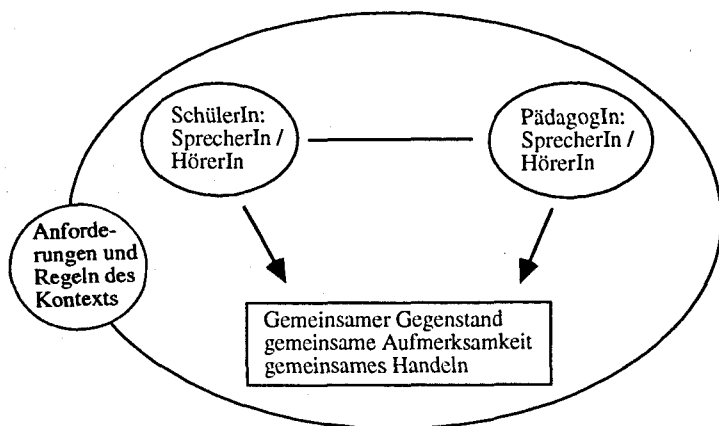 SchülerIn:
SprecherIn /
HörerIn
PädagogIn:
SprecherIn /
HörerIn
Anforde-
rungen und
Regeln des
Kontexts
Gemeinsamer Gegenstand
gemeinsame Aufmerksamkeit
gemeinsames Handeln